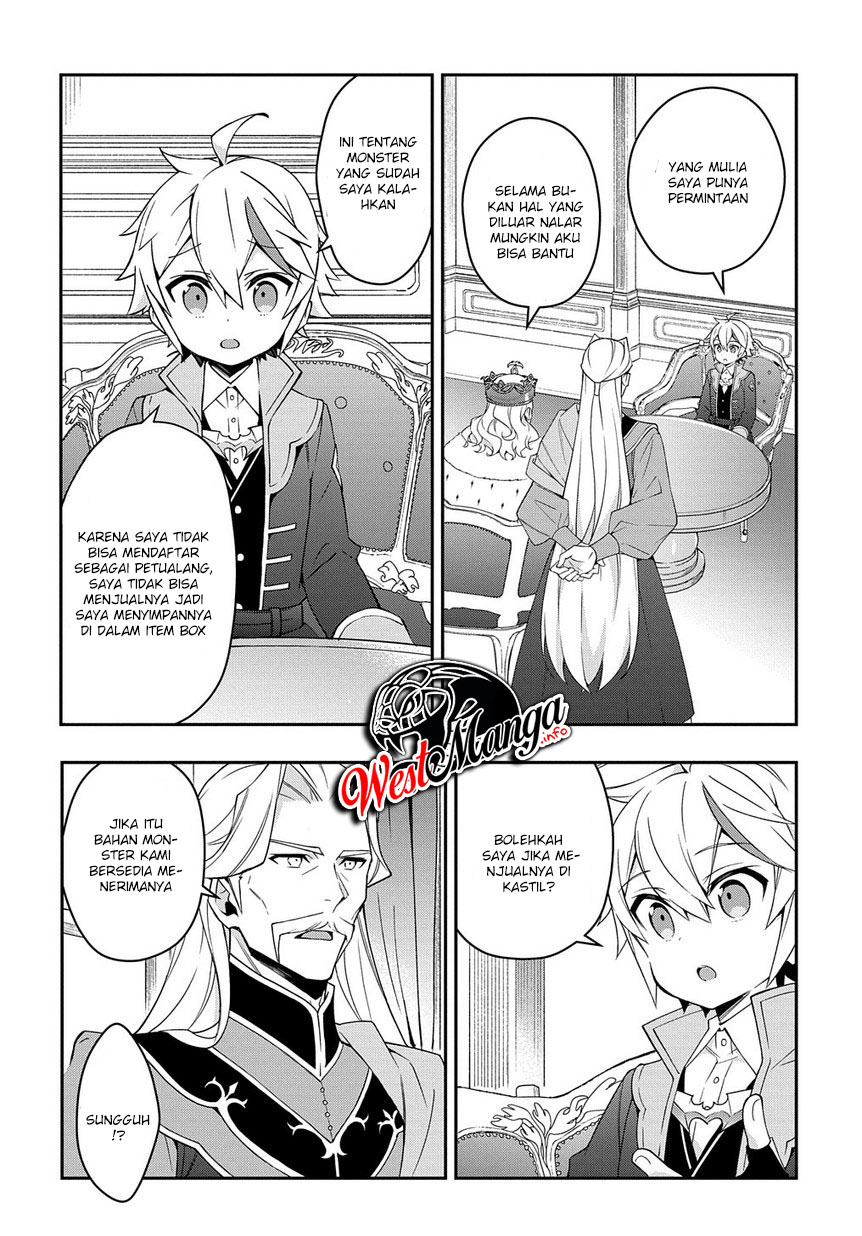 YANG MULIA
SAYA PUNYA
PERMINTAAN
SELAMA BU-
KAN HAL YANG
DILUAR NALAR
MUNGKIN AKU
BISA BANTU
INI TENTANG
MONSTER
YANG SUDAH
SAYA KALA-
HKAN
KARENA SAYA TIDAK
BISA MENDAFTAR
SEBAGAI PETUALANG,
SAYA TIDAK BISA
MENJUALNYA JADI
SAYA MENYIMPANNYA
DI DALAM ITEM BOX
WestManga
.info
BOLEHKAH
SAYA JIKA ME-
NJUALNYA DI
KASTIL?
JIKA ITU
BAHAN MON-
STER KAMI
BERSEDIA ME-
NERIMANYA
SUNGGUH
!?